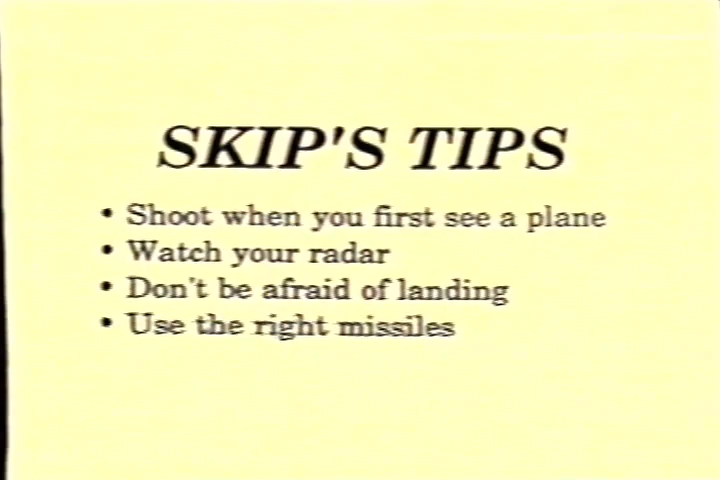 SKIP'S TIPS
• Shoot when you first see a plane
• Watch your radar
• Don't be afraid of landing
• Use the right missiles